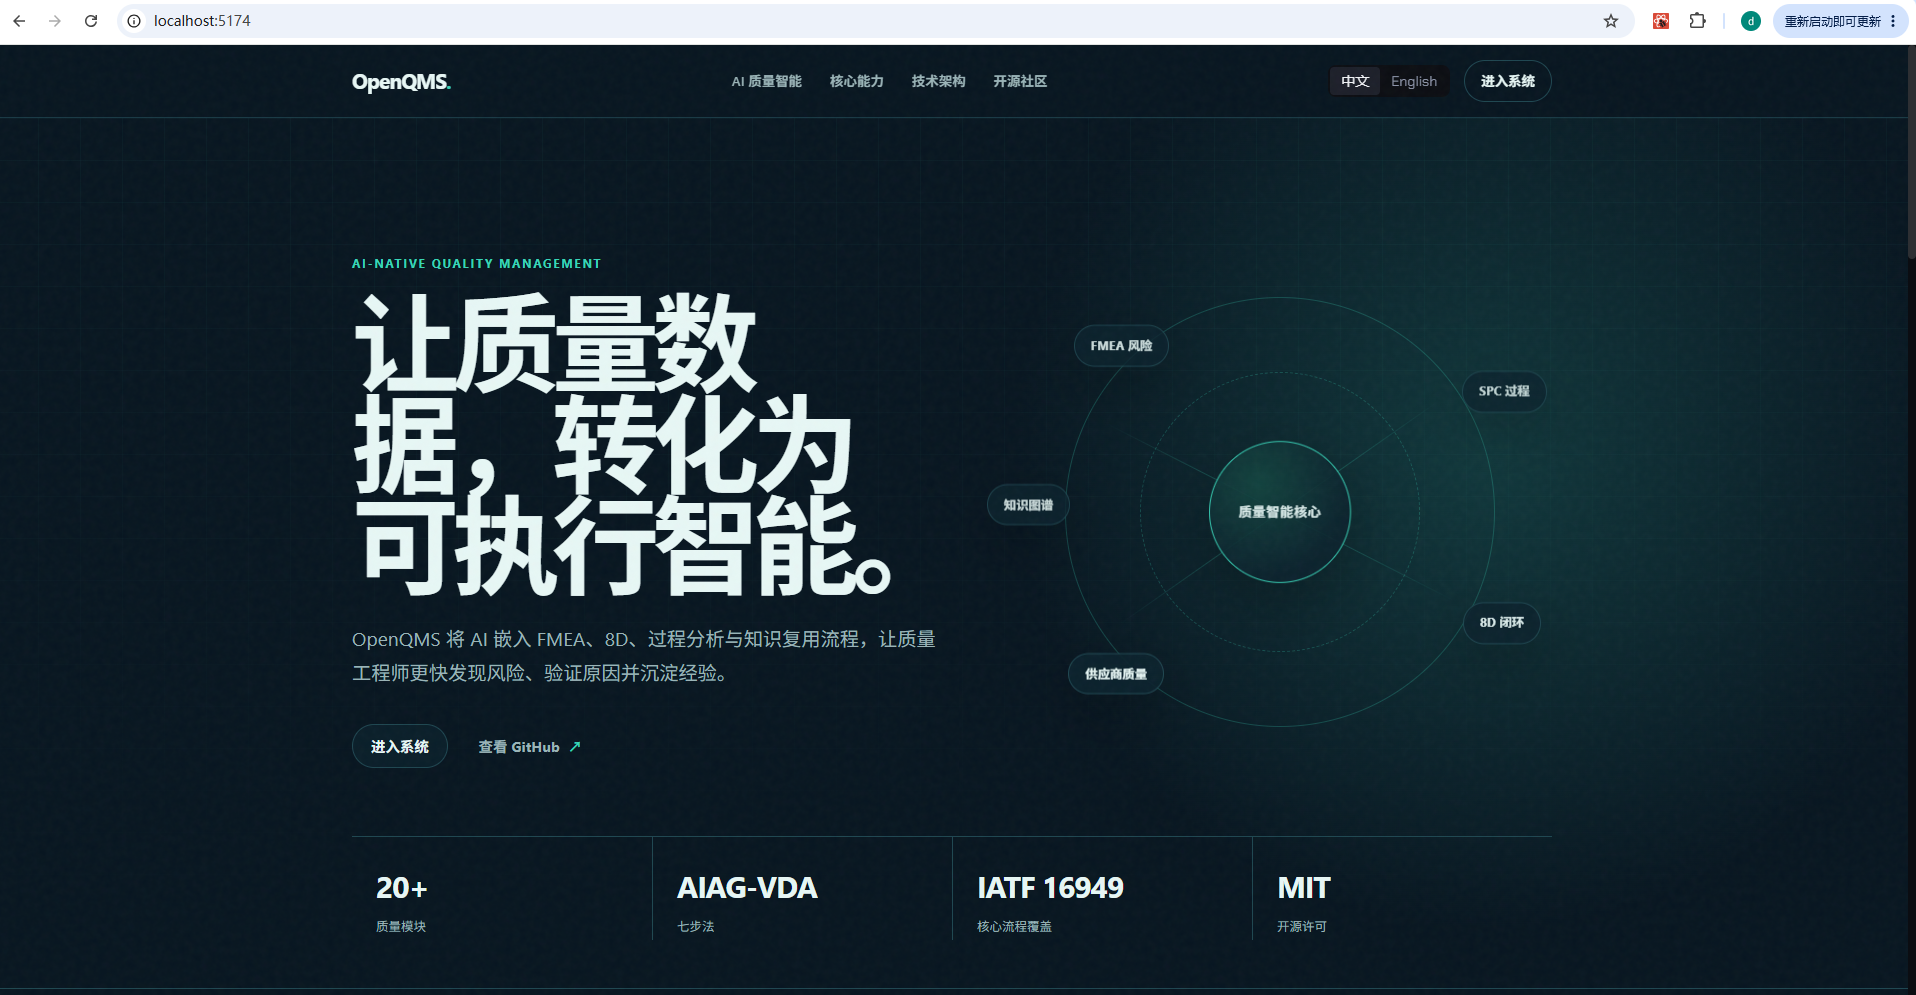 localhost:5174
d
重新启动即可更新
OpenQMS.
AI 质量智能
核心能力
技术架构
开源社区
中文
English
进入系统
AI-NATIVE QUALITY MANAGEMENT
让质量数
据，转化为
可执行智能。
OpenQMS 将 AI 嵌入 FMEA、8D、过程分析与知识复用流程，让质量
工程师更快发现风险、验证原因并沉淀经验。
进入系统
查看 GitHub ↗
FMEA 风险
SPC 过程
知识图谱
质量智能核心
8D 闭环
供应商质量
20+
质量模块
AIAG-VDA
七步法
IATF 16949
核心流程覆盖
MIT
开源许可